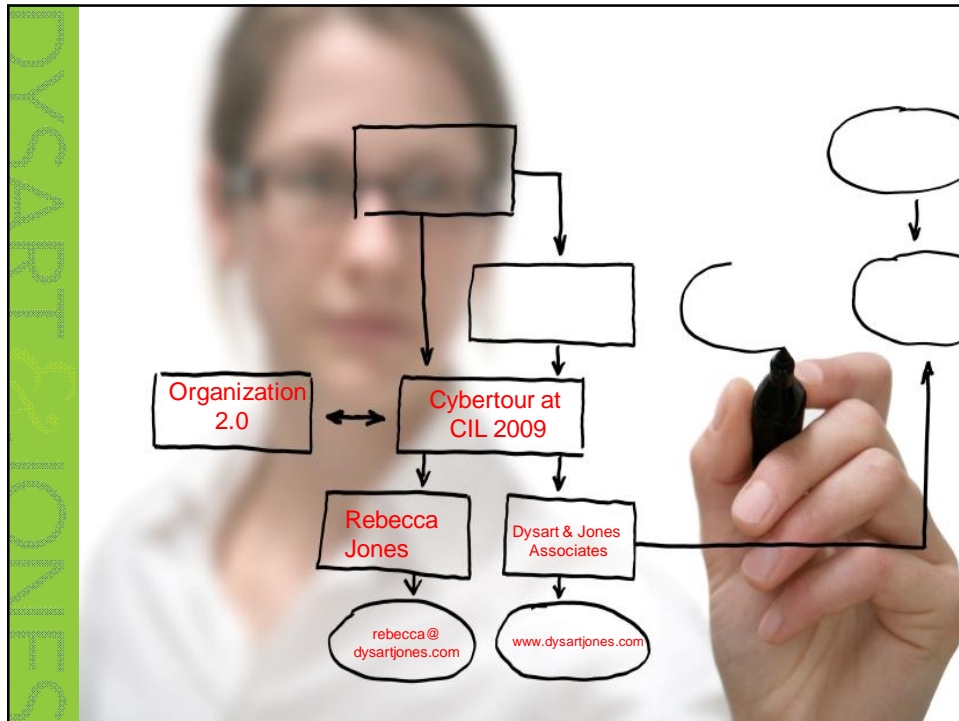 DYSART & JONES
Organization
2.0
Cybertour at
CIL 2009
Rebecca
Jones
Dysart & Jones
Associates
rebecca@
dysartjones.com
www.dysartjones.com